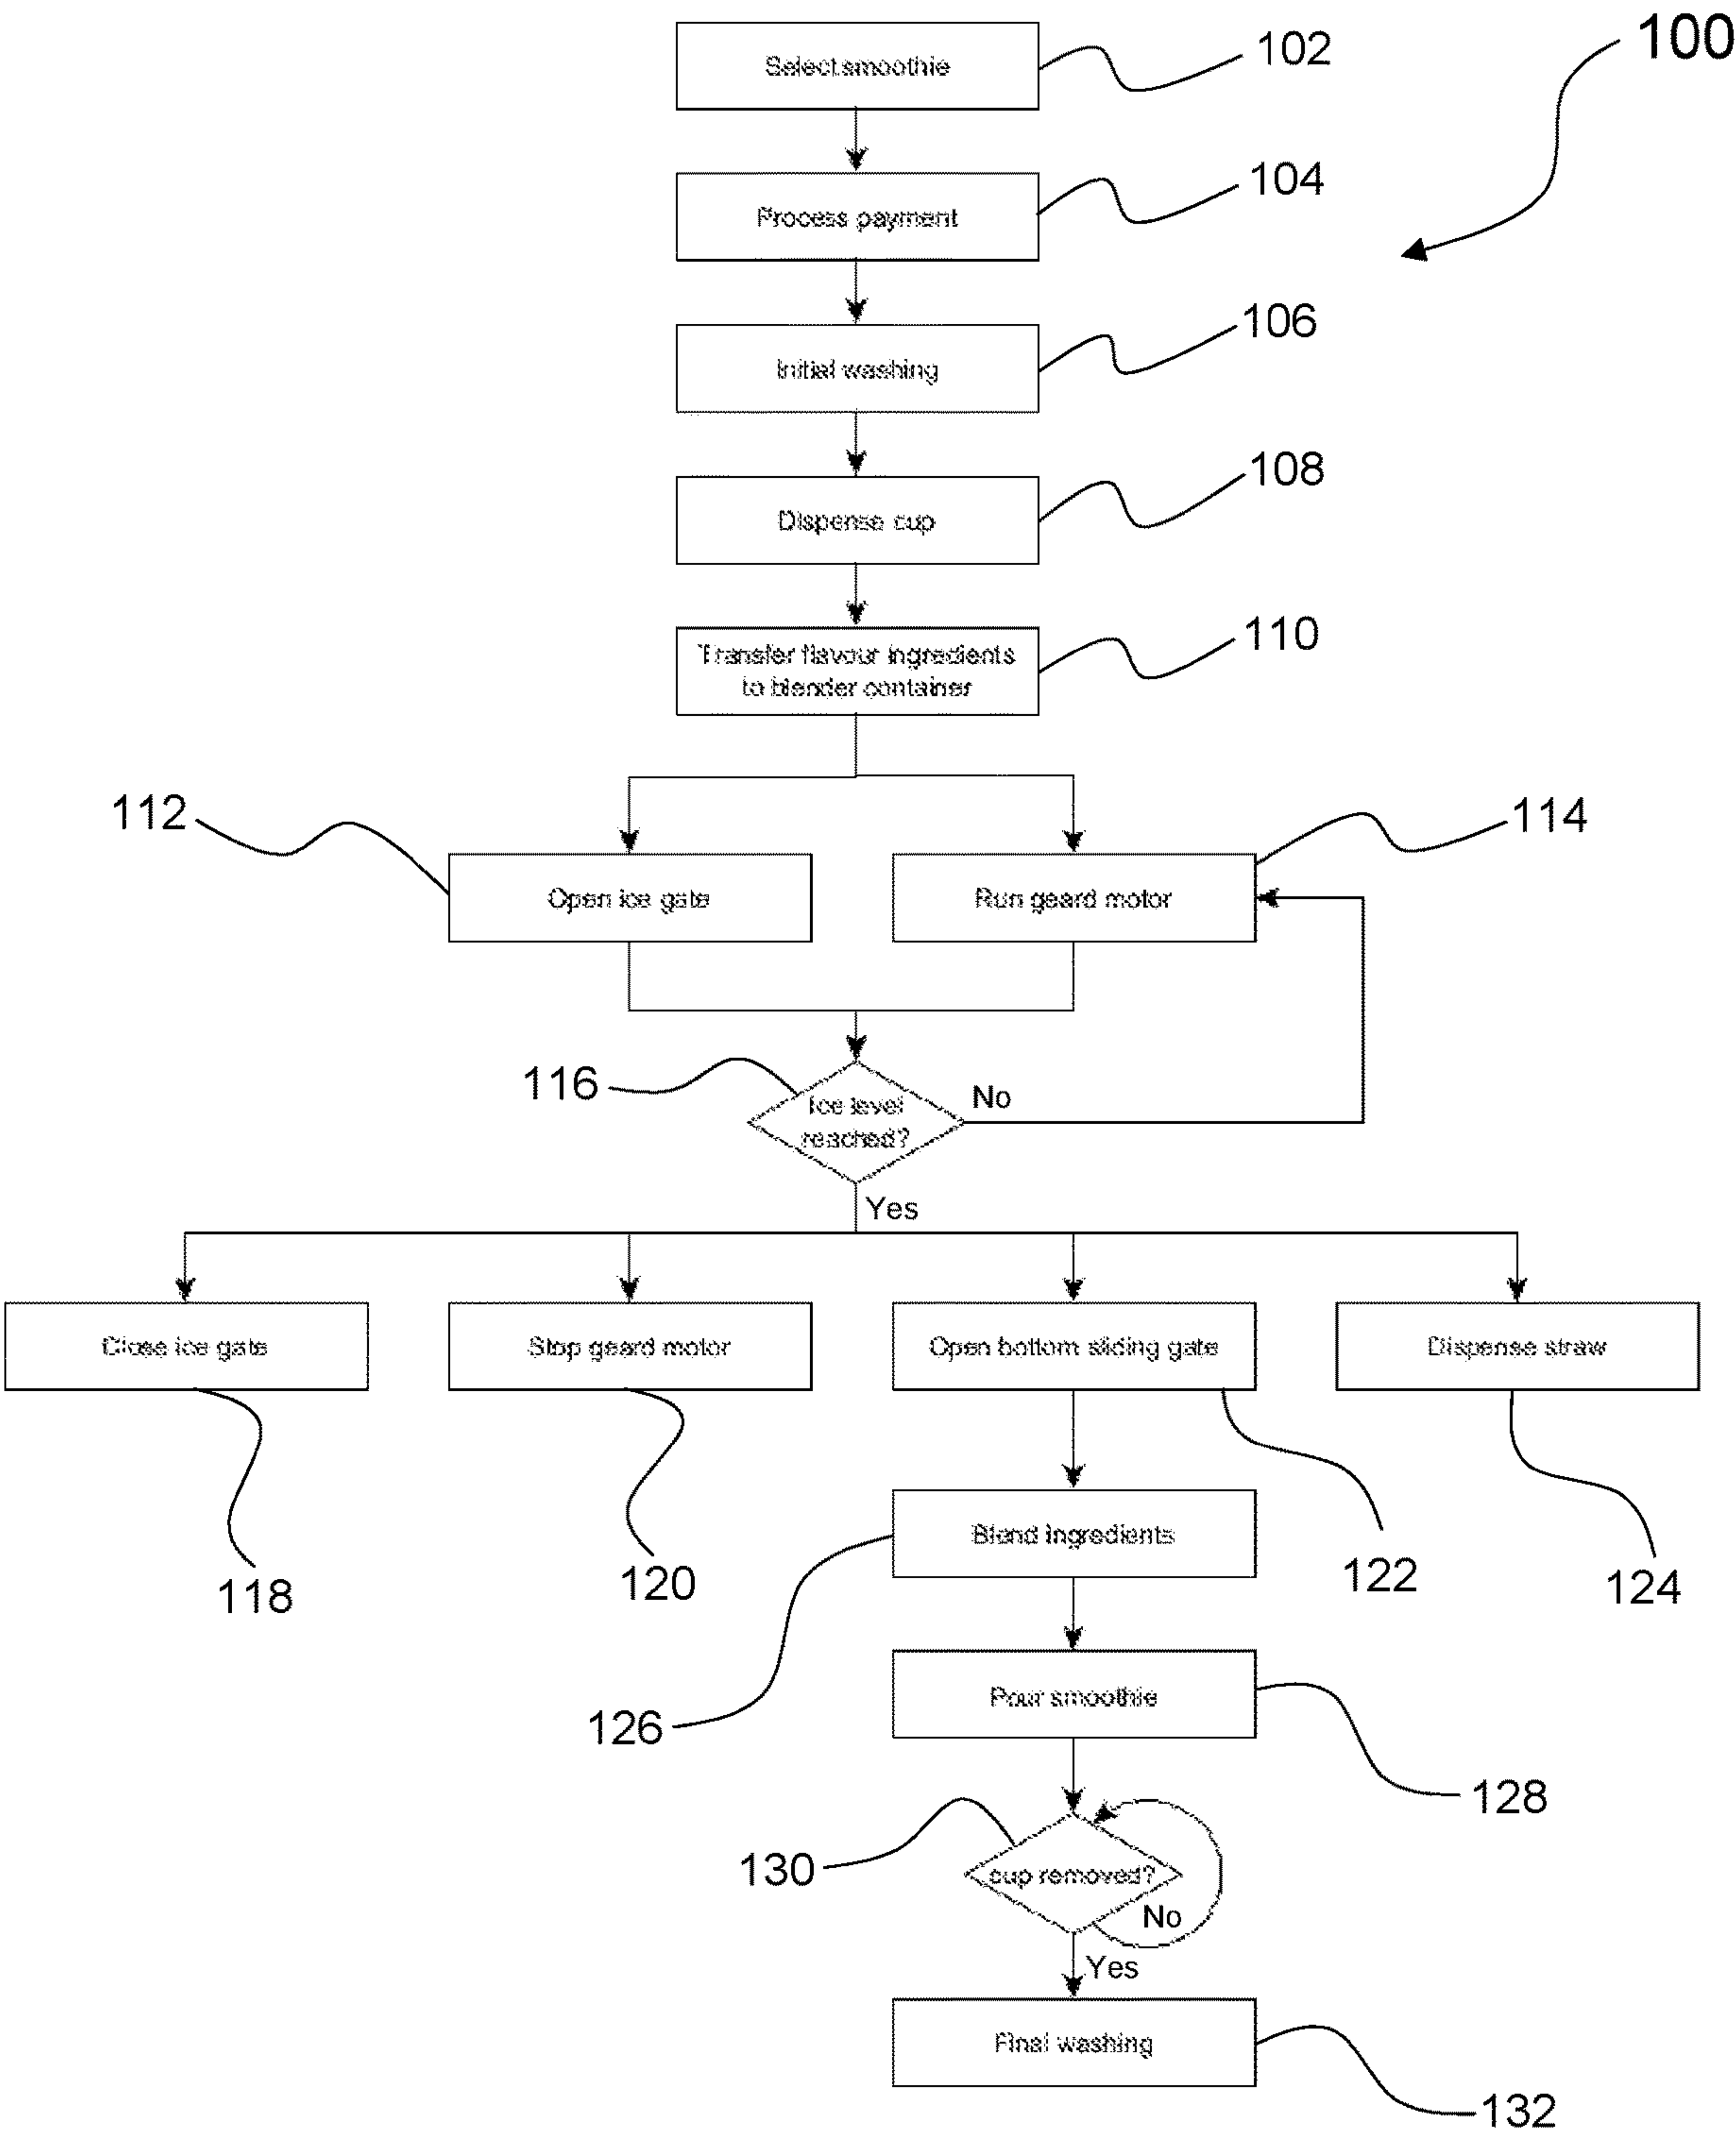 100
Select smoothie
102
Process payment
104
Initial washing
106
Dispense cup
108
Transfer flavour ingredients
to blender container
110
112
Open ice gate
Run geard motor
114
116
Ice level
reached?
No
Yes
Close ice gate
Stop geard motor
Open bottom sliding gate
Dispense straw
118
120
122
124
Blend ingredients
126
Pour smoothie
128
130
cup removed?
No
Yes
Final washing
132